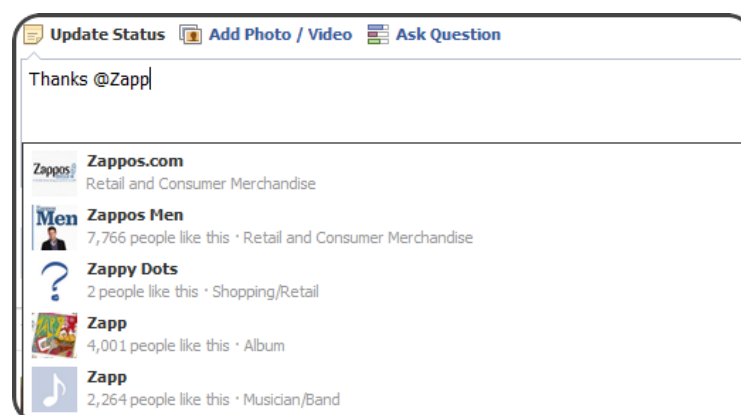 Update Status Add Photo / Video Ask Question
Thanks @Zapp
Zappos
Zappos.com
Retail and Consumer Merchandise
Men
Zappos Men
7,766 people like this · Retail and Consumer Merchandise
Zappy Dots
2 people like this · Shopping/Retail
Zapp
4,001 people like this · Album
Zapp
2,264 people like this · Musician/Band